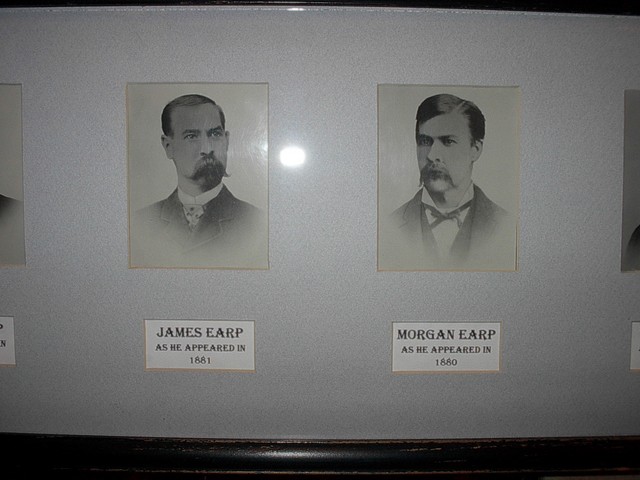 JAMES EARP
AS HE APPEARED IN
1881
MORGAN EARP
AS HE APPEARED IN
1880